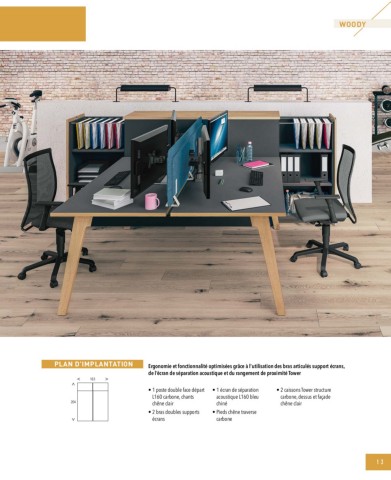 WOODY
PLAN D'IMPLANTATION
Ergonomie et fonctionnalité optimisées grâce à l'utilisation des bras articulés support écrans,
de l'écran de séparation acoustique et du rangement de proximité Tower
• 1 poste double face départ
L160 carbone, chants
chêne clair
• 2 bras doubles supports
écrans
• 1 écran de séparation
acoustique L160 bleu
chiné
• Pieds chêne traverse
carbone
• 2 caissons Tower structure
carbone, dessus et façade
chêne clair
13